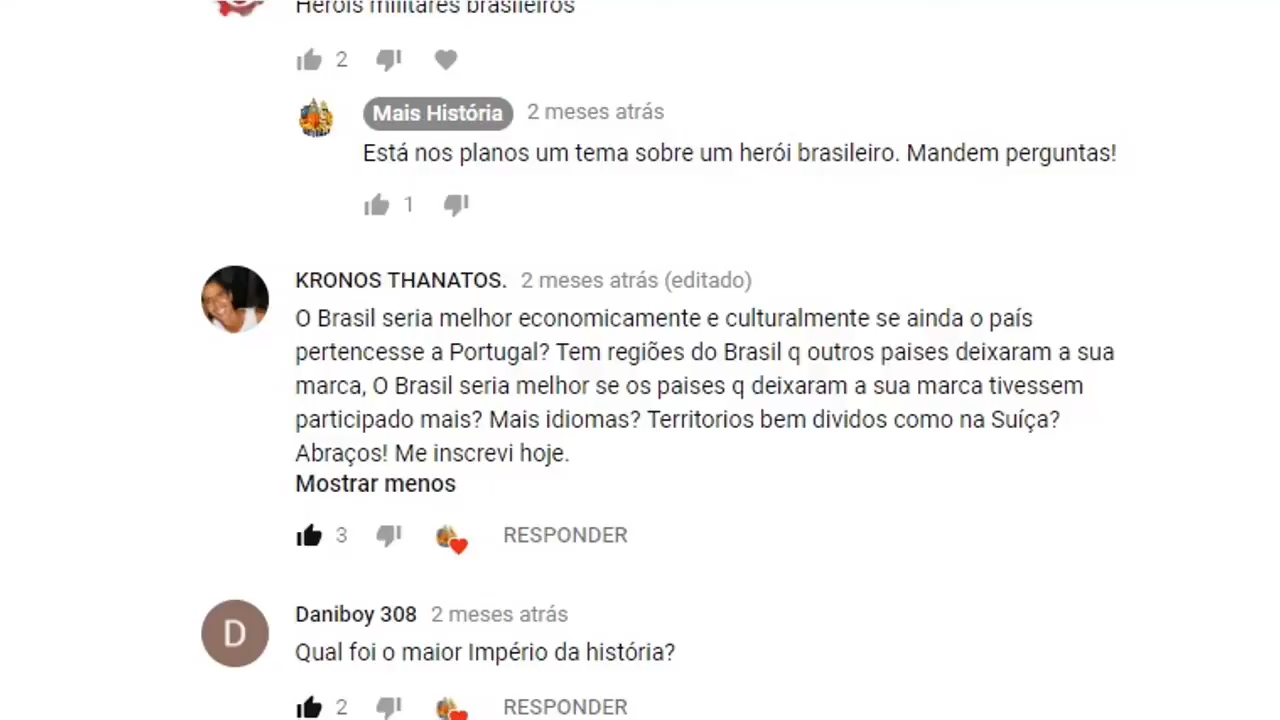 Heróis militares brasileiros
2
Mais História 2 meses atrás
Está nos planos um tema sobre um herói brasileiro. Mandem perguntas!
1
KRONOS THANATOS. 2 meses atrás (editado)
O Brasil seria melhor economicamente e culturalmente se ainda o país
pertencesse a Portugal? Tem regiões do Brasil q outros paises deixaram a sua
marca, O Brasil seria melhor se os paises q deixaram a sua marca tivessem
participado mais? Mais idiomas? Territorios bem dividos como na Suíça?
Abraços! Me inscrevi hoje.
Mostrar menos
3 RESPONDER
D
Daniboy 308 2 meses atrás
Qual foi o maior Império da história?
2 RESPONDER